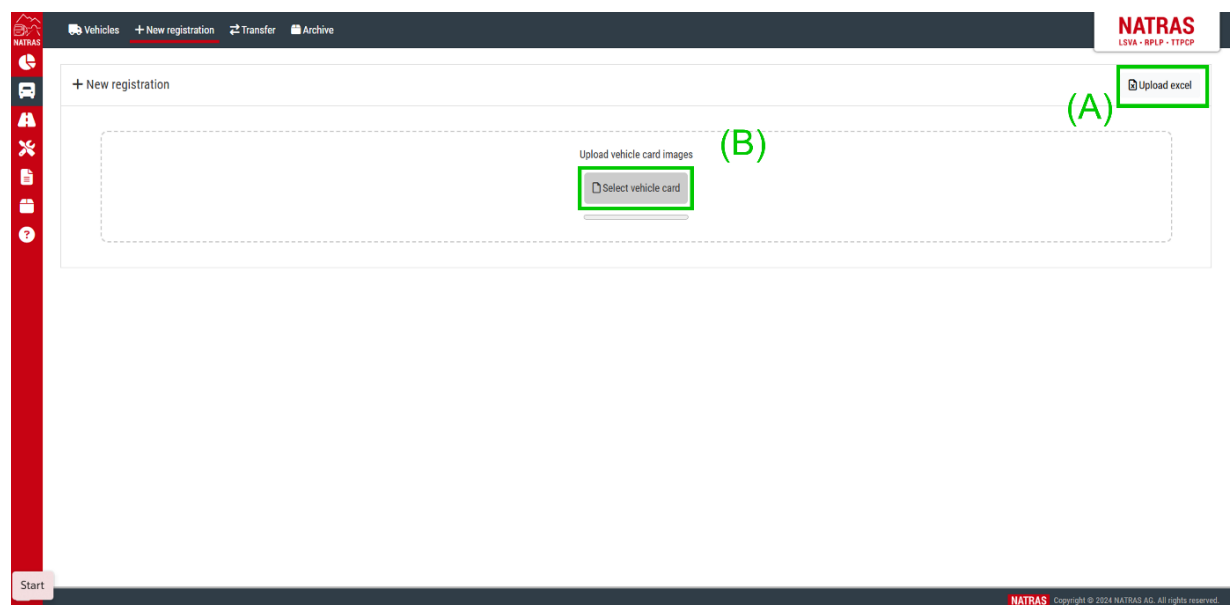 NATRAS
Vehicles
New registration
Transfer
Archive
NATRAS
LSVA - RPLP - TTPCP
New registration
Upload excel
(A)
Upload vehicle card images
(B)
Select vehicle card
Start
NATRAS Copyright © 2024 NATRAS AG. All rights reserved.